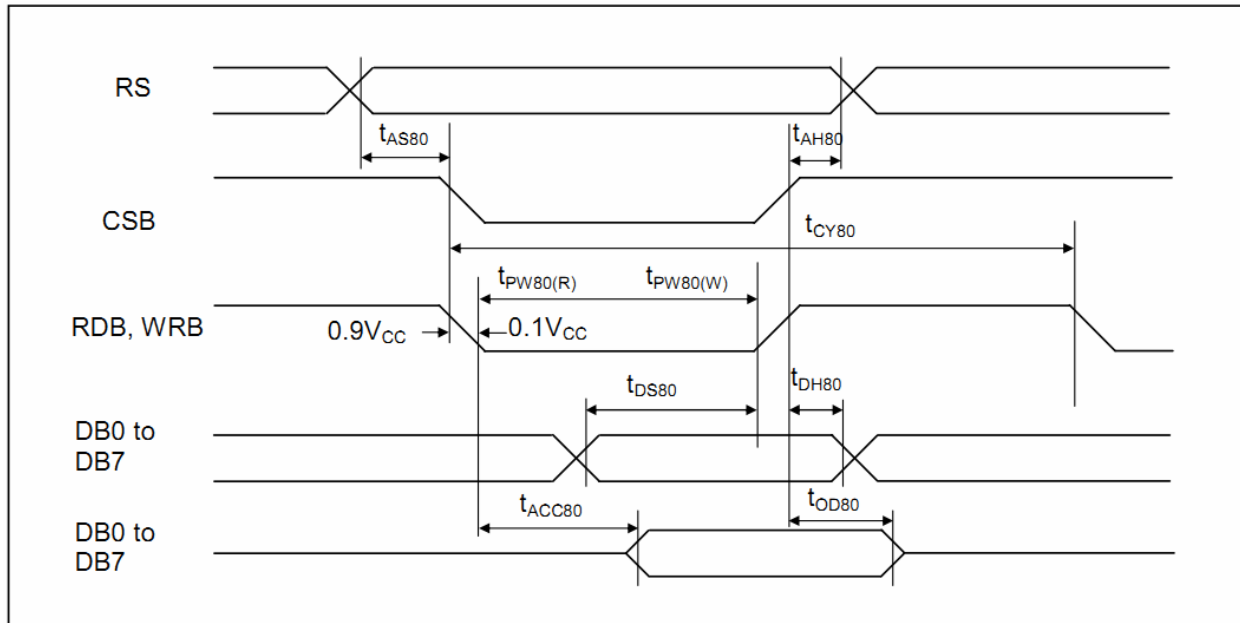 RS
tAS80
tAH80
CSB
tCY80
tPW80(R)
tPW80(W)
RDB, WRB
0.9VCC
0.1VCC
tDS80
tDH80
DB0 to
DB7
tACC80
tOD80
DB0 to
DB7